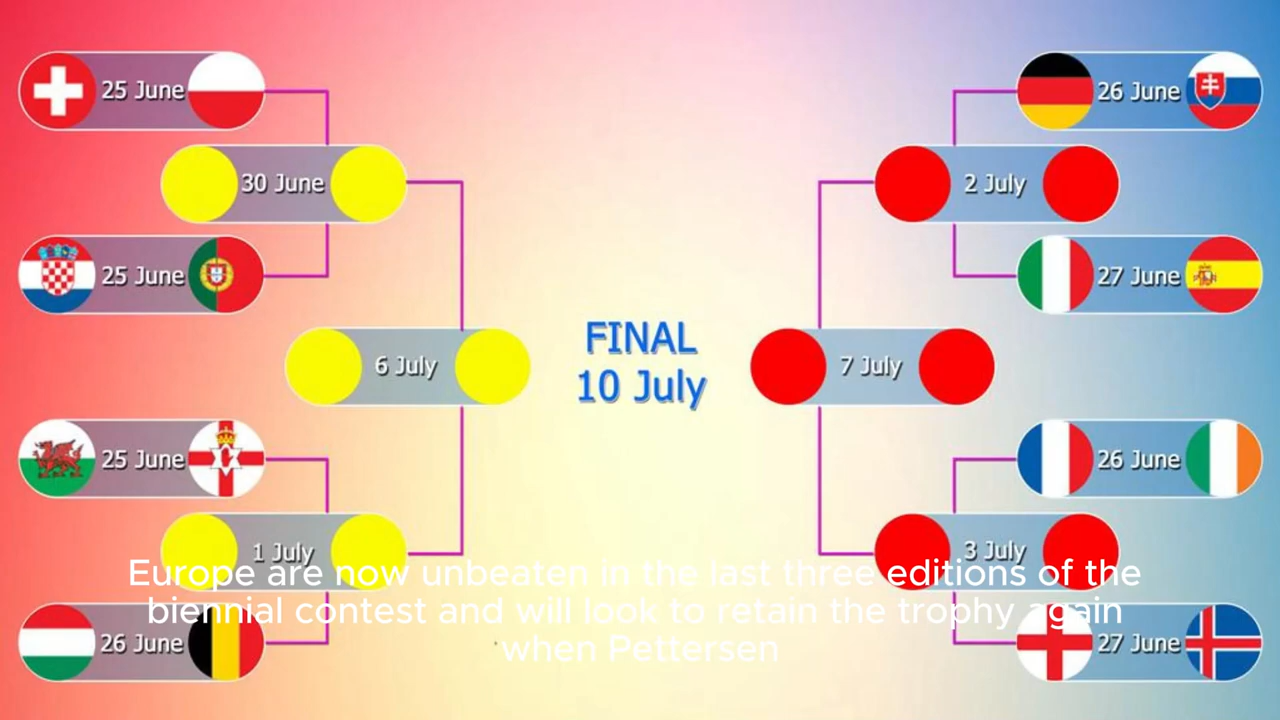 25 June
26 June
30 June
2 July
25 June
27 June
FINAL
10 July
6 July
7 July
25 June
26 June
1 July
3 July
Europe are now unbeaten in the last three editions of the
biennial contest and will look to retain the trophy again
when Pettersen
26 June
27 June